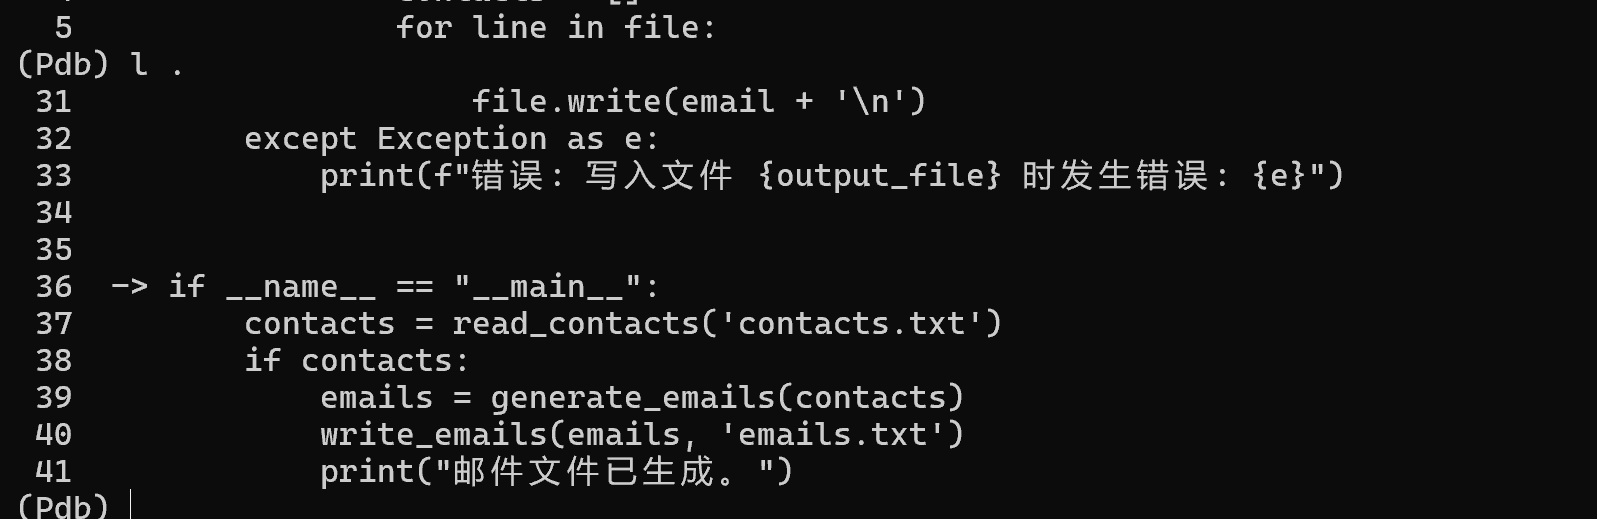 5                 for line in file:
(Pdb) l .
 31                     file.write(email + '\n')
 32         except Exception as e:
 33             print(f"错误: 写入文件 {output_file} 时发生错误: {e}")
 34
 35
 36  -> if __name__ == "__main__":
 37         contacts = read_contacts('contacts.txt')
 38         if contacts:
 39             emails = generate_emails(contacts)
 40             write_emails(emails, 'emails.txt')
 41             print("邮件文件已生成。")
(Pdb)